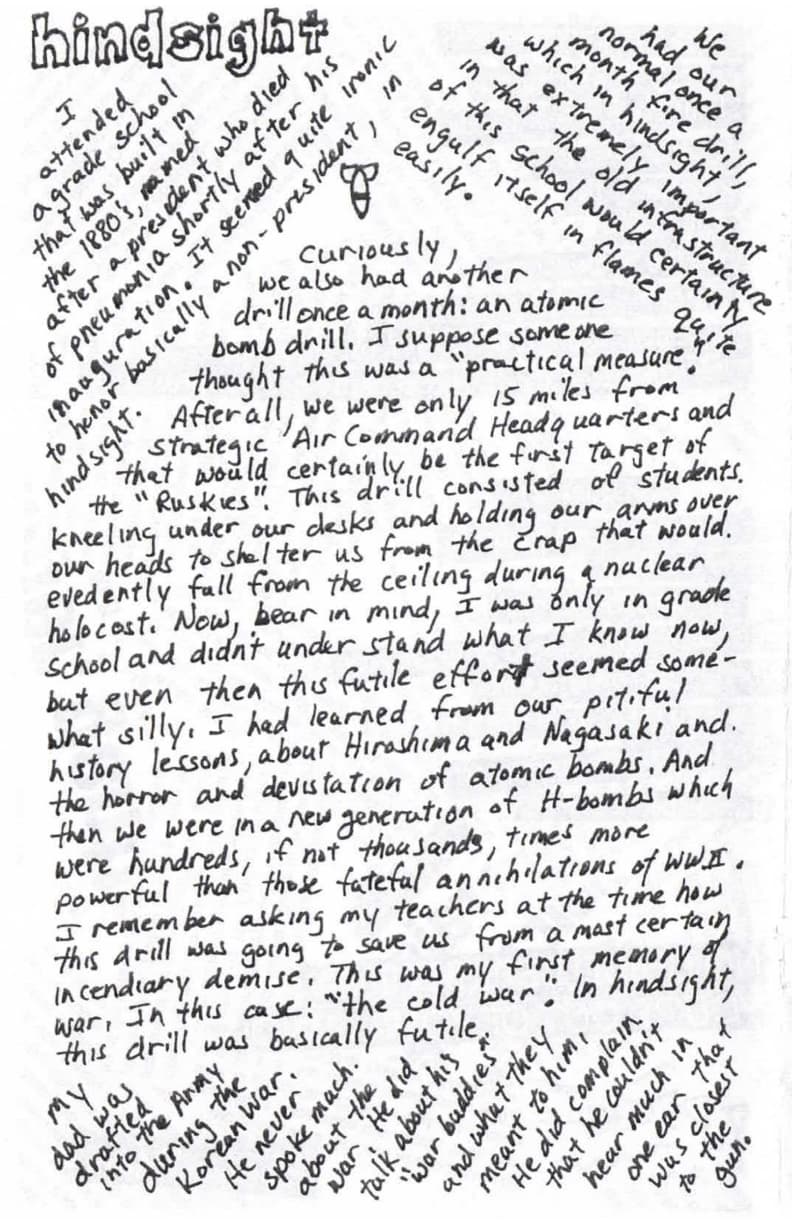 hindsight
I
attended
a grade school
that was built in
the 1880's, named
after a president who died
of pneumonia shortly after his
inauguration. It seemed quite ironic
to honor basically a non-president, in
hindsight.
We
had our
normal once a
month fire drill,
which in hindsight,
was extremely important
in that the old infrastructure
of this school would certainly
engulf itself in flames quite
easily.
Curiously,
we also had another
drill once a month: an atomic
bomb drill. I suppose someone
thought this was a "practical measure".
After all, we were only 15 miles from
Strategic Air Command Headquarters and
that would certainly be the first target of
the "Ruskies". This drill consisted of students.
kneeling under our desks and holding our arms over
our heads to shelter us from the crap that would.
evedently fall from the ceiling during a nuclear
holocost. Now, bear in mind, I was only in grade
school and didn't understand what I know now,
but even then this futile effort seemed some-
what silly. I had learned from our pitiful
history lessons, about Hiroshima and Nagasaki and.
the horror and devistation of atomic bombs. And
then we were in a new generation of H-bombs which
were hundreds, if not thousands, times more
powerful than those fateful annihilations of WWII.
I remember asking my teachers at the time how
this drill was going to save us from a most certain
incendiary demise. This was my first memory of
war. In this case: "the cold war". In hindsight,
this drill was basically futile.
My
dad was
drafted
into the Army
during the
Korean War.
He never
spoke much.
about the
war. He did
talk about his
"war buddies"
and what they
meant to him.
He did complain.
that he couldn't
hear much in
one ear that
was closest
to the
gun.